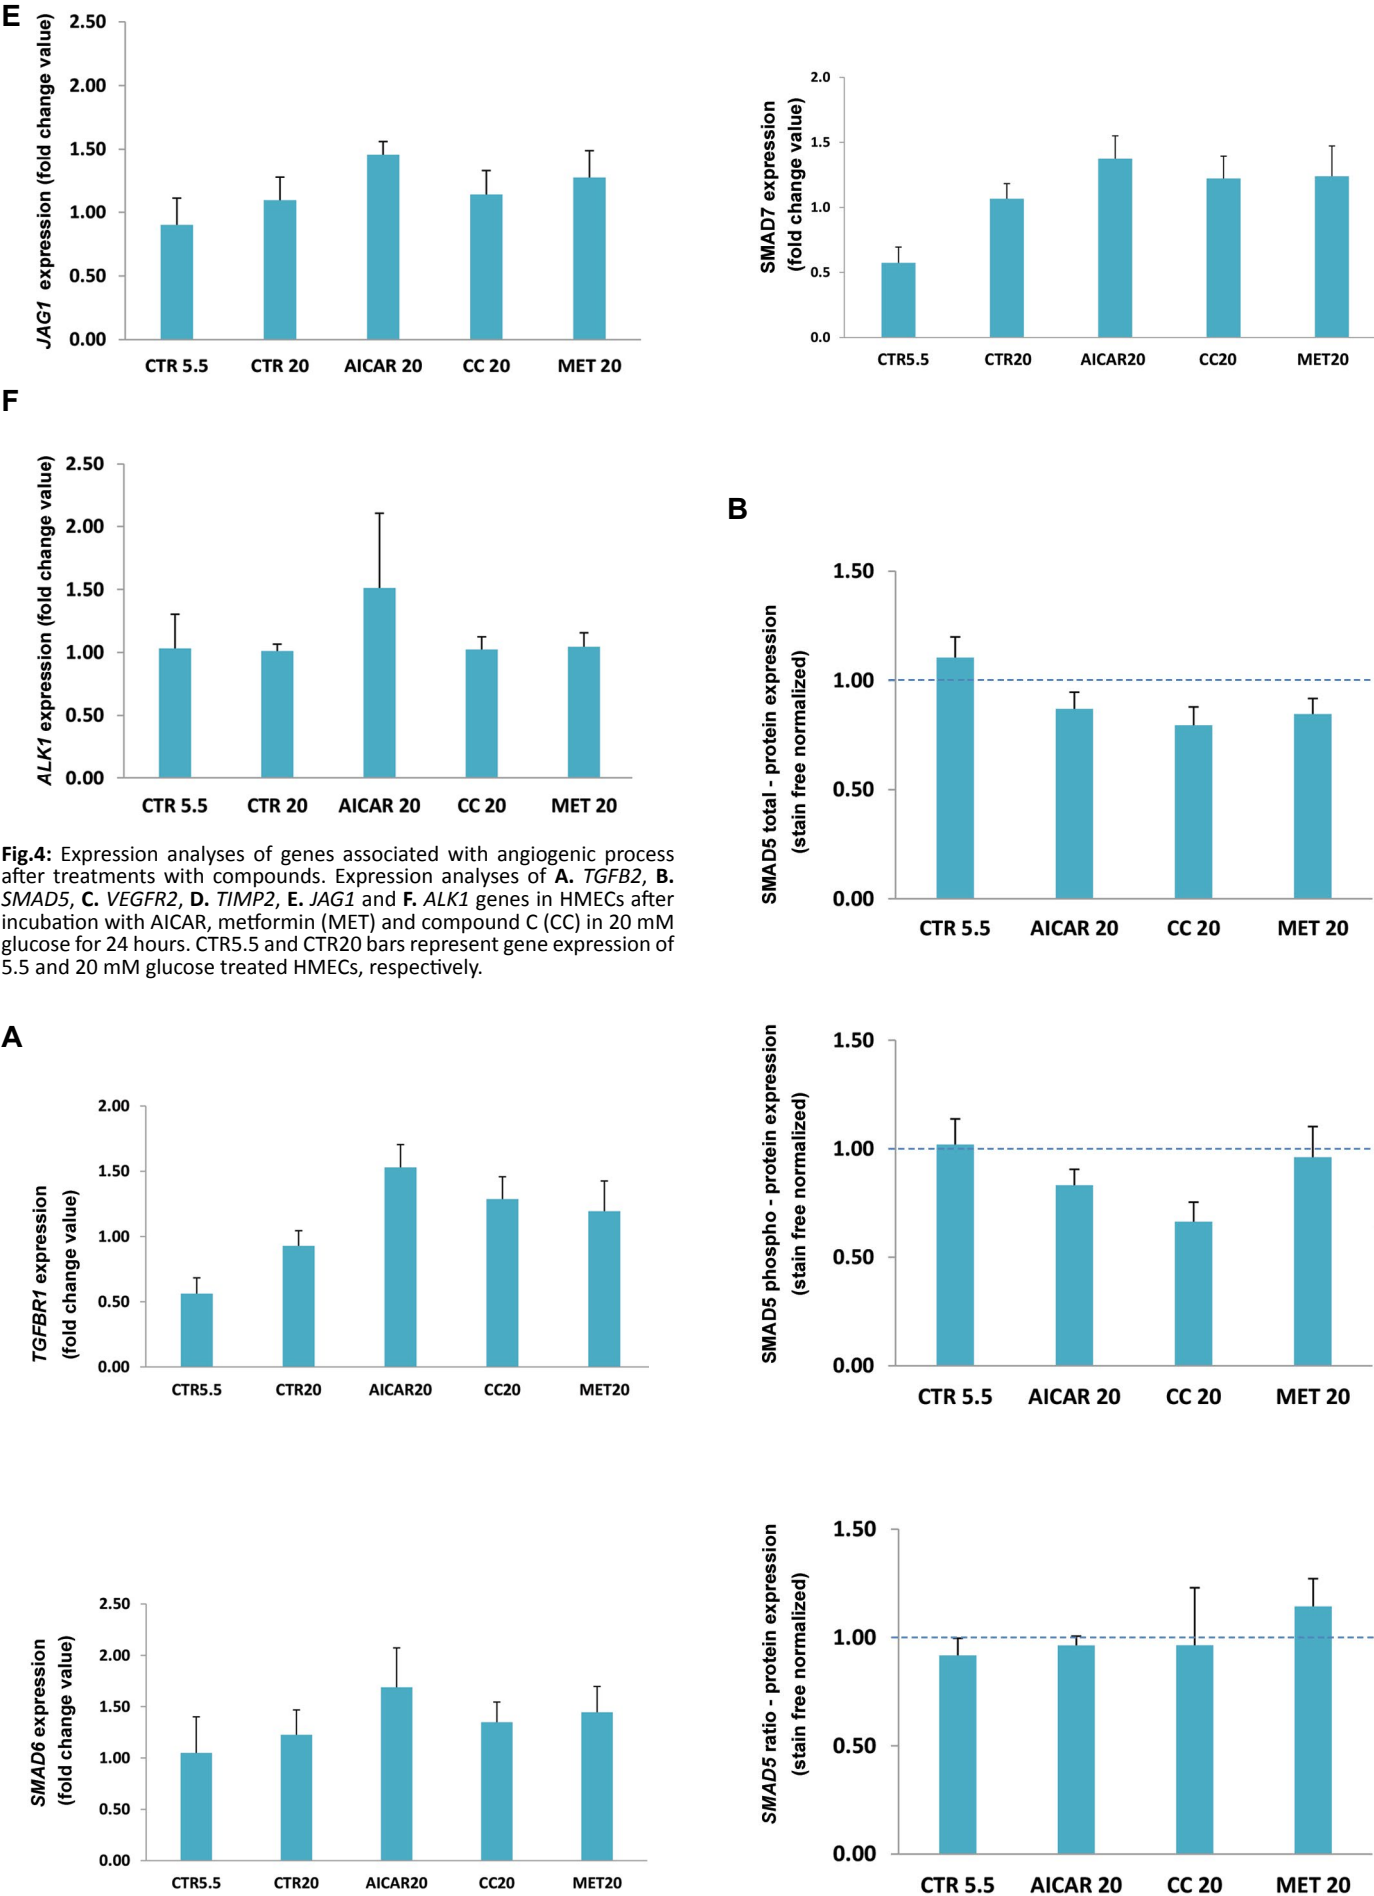 E
JAG1 expression (fold change value)
2.50
2.00
1.50
1.00
0.50
0.00
CTR 5.5 CTR 20 AICAR 20 CC 20 MET 20
F
ALK1 expression (fold change value)
2.50
2.00
1.50
1.00
0.50
0.00
CTR 5.5 CTR 20 AICAR 20 CC 20 MET 20
Fig.4: Expression analyses of genes associated with angiogenic process
after treatments with compounds. Expression analyses of A. TGFB2, B.
SMAD5, C. VEGFR2, D. TIMP2, E. JAG1 and F. ALK1 genes in HMECs after
incubation with AICAR, metformin (MET) and compound C (CC) in 20 mM
glucose for 24 hours. CTR5.5 and CTR20 bars represent gene expression of
5.5 and 20 mM glucose treated HMECs, respectively.
A
TGFBR1 expression
(fold change value)
2.00
1.50
1.00
0.50
0.00
CTR5.5 CTR20 AICAR20 CC20 MET20
SMAD6 expression
(fold change value)
2.50
2.00
1.50
1.00
0.50
0.00
CTR5.5 CTR20 AICAR20 CC20 MET20
SMAD7 expression
(fold change value)
2.0
1.5
1.0
0.5
0.0
CTR5.5 CTR20 AICAR20 CC20 MET20
B
SMAD5 total - protein expression
(stain free normalized)
1.50
1.00
0.50
0.00
CTR 5.5 AICAR 20 CC 20 MET 20
SMAD5 phospho - protein expression
(stain free normalized)
1.50
1.00
0.50
0.00
CTR 5.5 AICAR 20 CC 20 MET 20
SMAD5 ratio - protein expression
(stain free normalized)
1.50
1.00
0.50
0.00
CTR 5.5 AICAR 20 CC 20 MET 20